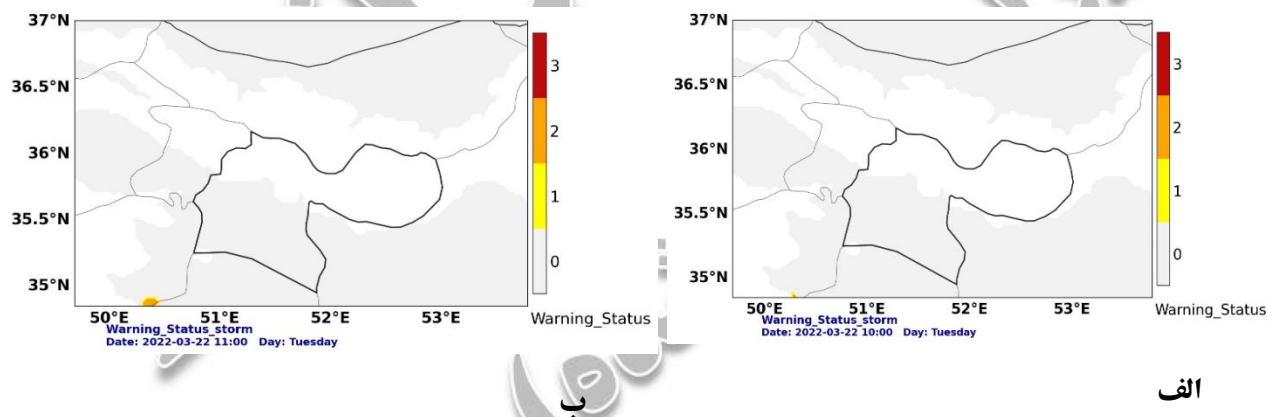 37°N
36.5°N
36°N
35.5°N
35°N
50°E 51°E 52°E 53°E
3
2
1
0
Warning_Status
Warning_Status_storm
Date: 2022-03-22 11:00 Day: Tuesday
ب
37°N
36.5°N
36°N
35.5°N
35°N
50°E 51°E 52°E 53°E
3
2
1
0
Warning_Status
Warning_Status_storm
Date: 2022-03-22 10:00 Day: Tuesday
الف